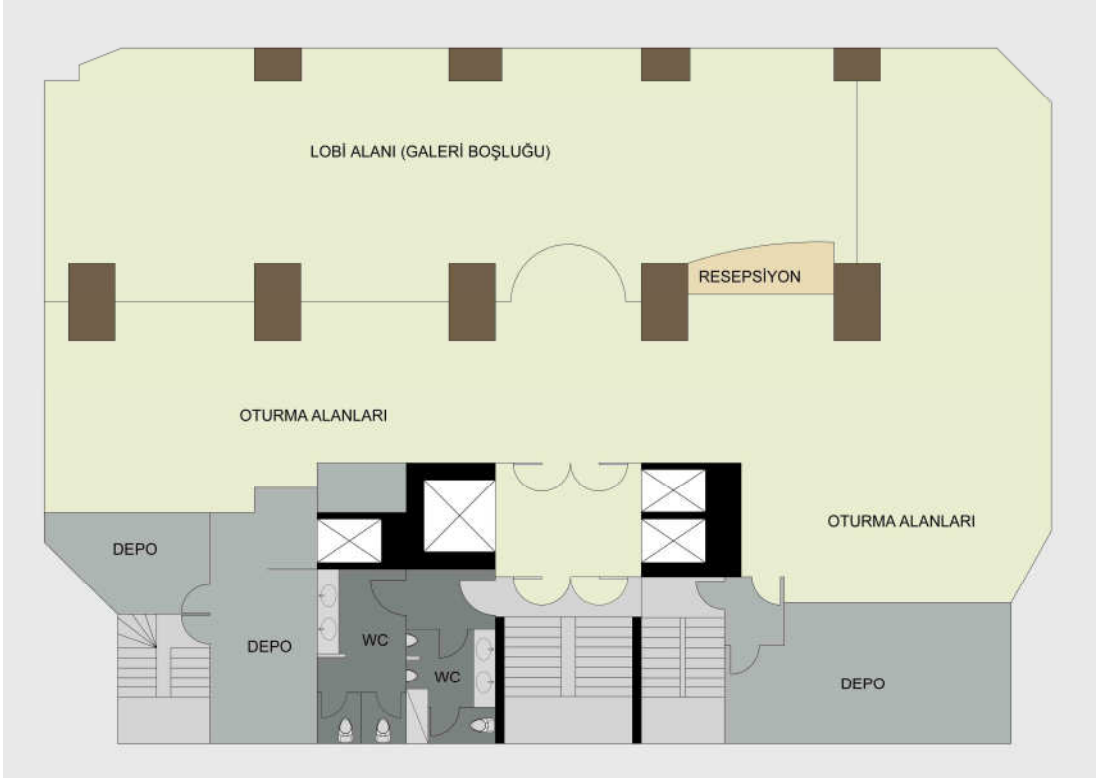 LOBİ ALANI (GALERİ BOŞLUĞU)
RESEPSİYON
OTURMA ALANLARI
OTURMA ALANLARI
DEPO
DEPO
WC
WC
DEPO